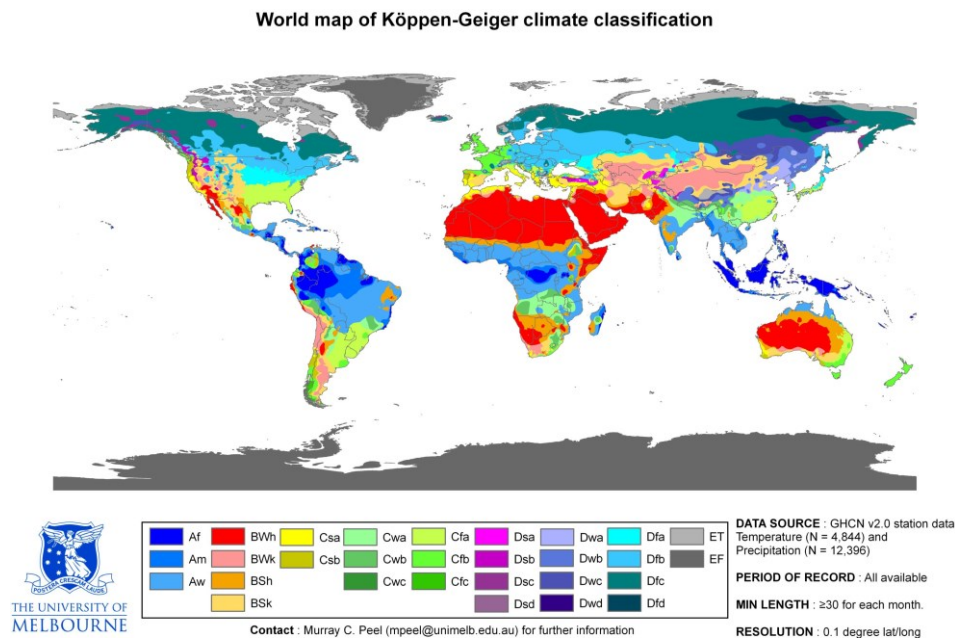 World map of Köppen-Geiger climate classification
Af BWh Csa Cwa Cfa Dsa Dwa Dfa ET
Am BWk Csb Cwb Cfb Dsb Dwb Dfb EF
Aw BSh Cwc Cfc Dsc Dwc Dfc
BSk Dsd Dwd Dfd
DATA SOURCE : GHCN v2.0 station data
Temperature (N = 4,844) and
Precipitation (N = 12,396)
PERIOD OF RECORD : All available
MIN LENGTH : ≥30 for each month.
RESOLUTION : 0.1 degree lat/long
POSTERA CRESCAM LAUDE
THE UNIVERSITY OF
MELBOURNE
Contact : Murray C. Peel (mpeel@unimelb.edu.au) for further information